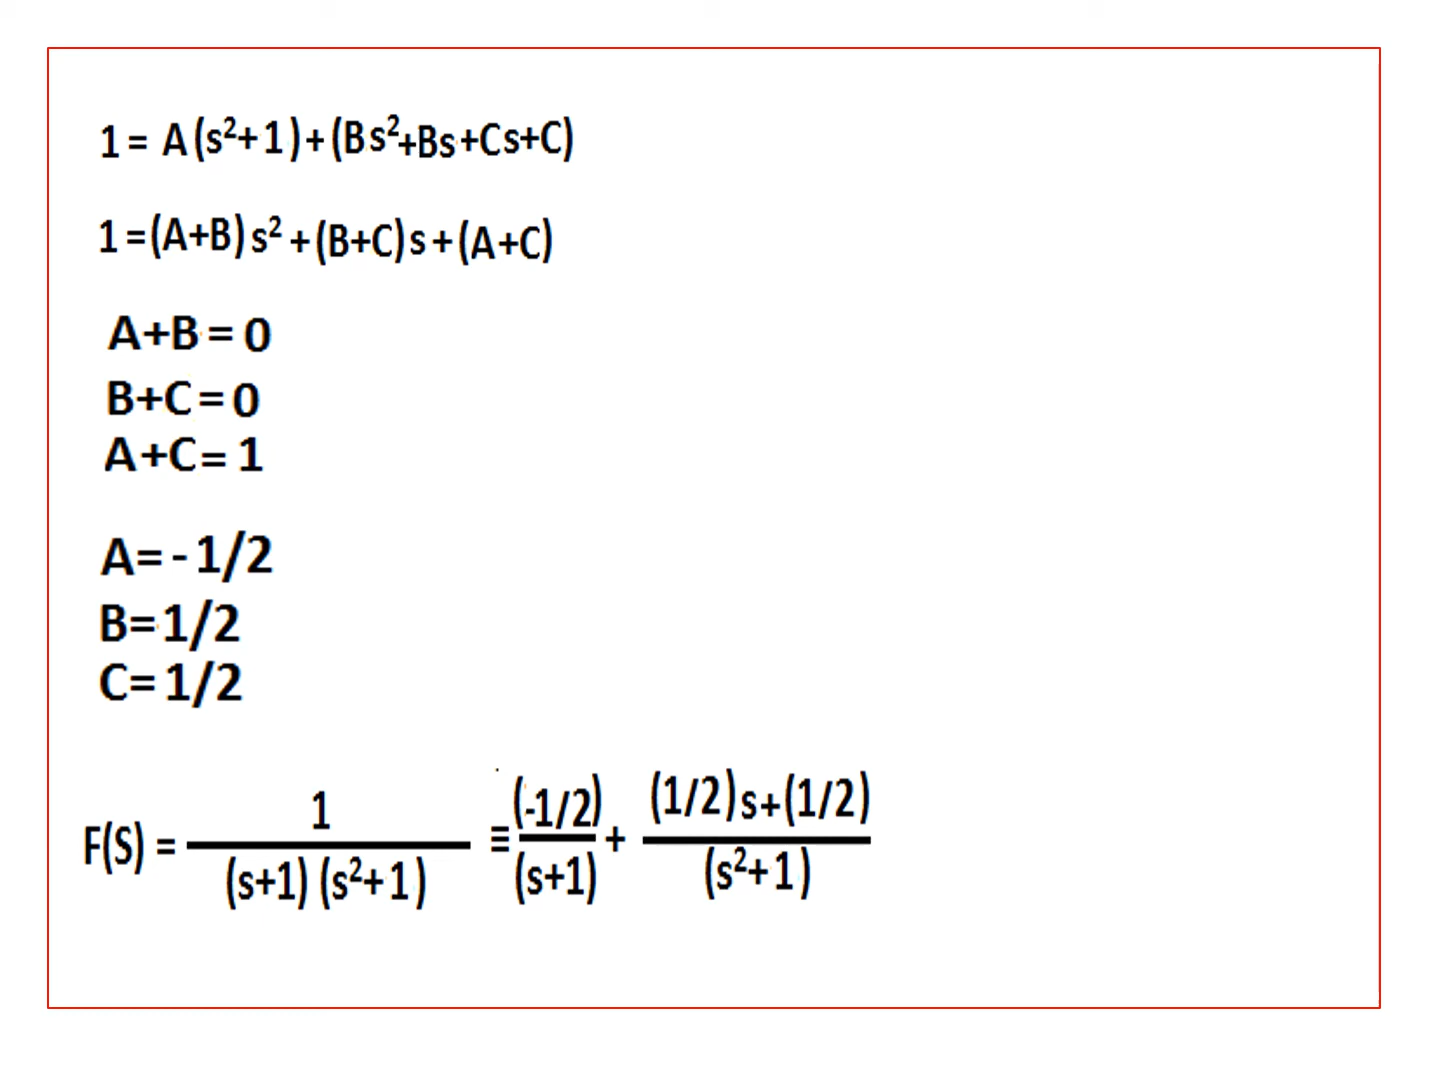 1 = A (s²+ 1 ) + (B s²+Bs +Cs+C)
1 =(A+B) s² + (B+C) s + (A+C)
A+B = 0
B+C = 0
A+C = 1
A= - 1/2
B= 1/2
C= 1/2
F(S) = 1 / (s+1) (s²+ 1 ) ≡ (-1/2) / (s+1) + (1/2) s+(1/2) / (s²+ 1 )